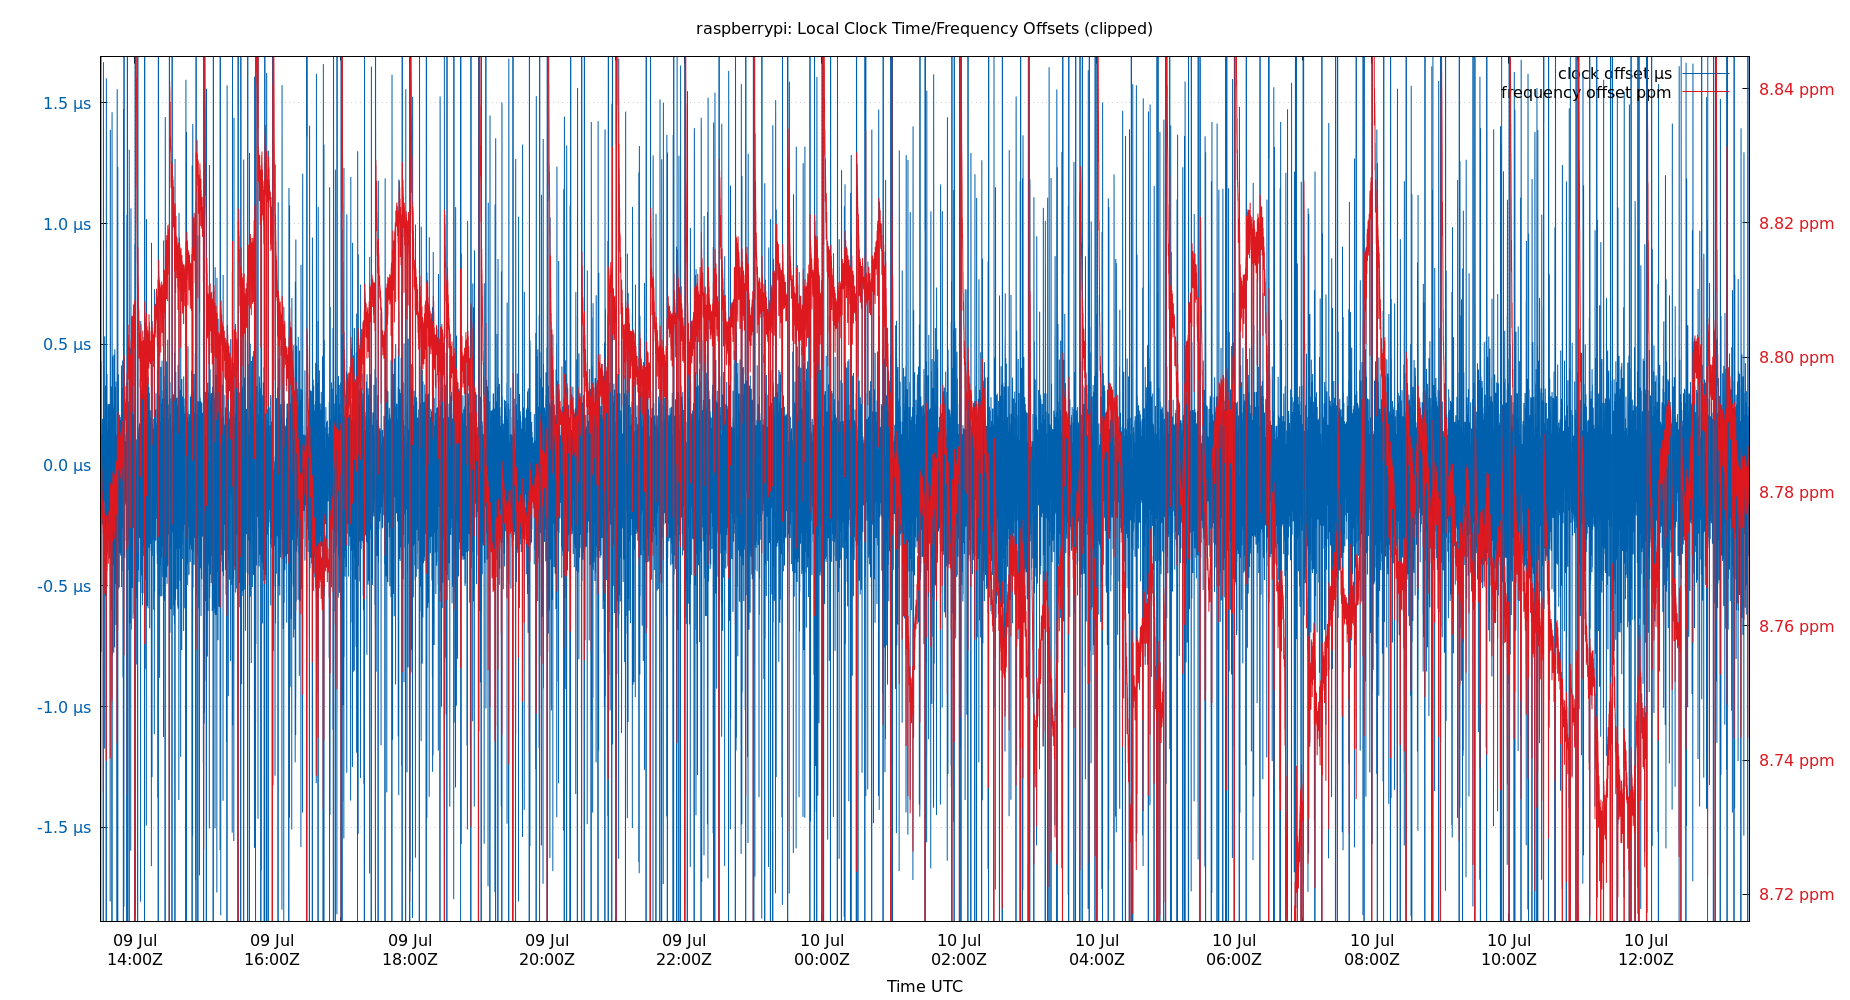 raspberrypi: Local Clock Time/Frequency Offsets (clipped)
clock offset µs
frequency offset ppm
1.5 µs
1.0 µs
0.5 µs
0.0 µs
-0.5 µs
-1.0 µs
-1.5 µs
8.84 ppm
8.82 ppm
8.80 ppm
8.78 ppm
8.76 ppm
8.74 ppm
8.72 ppm
09 Jul 09 Jul 09 Jul 09 Jul 09 Jul 10 Jul 10 Jul 10 Jul 10 Jul 10 Jul 10 Jul 10 Jul
14:00Z 16:00Z 18:00Z 20:00Z 22:00Z 00:00Z 02:00Z 04:00Z 06:00Z 08:00Z 10:00Z 12:00Z
Time UTC